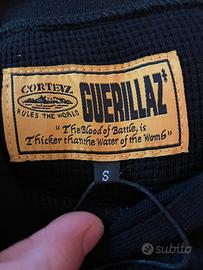 CORTEIZ
RULES THE WORLD
GUERILLAZ
"The Blood of Battle, is
Thicker than the Water of the Womb"
S
subito